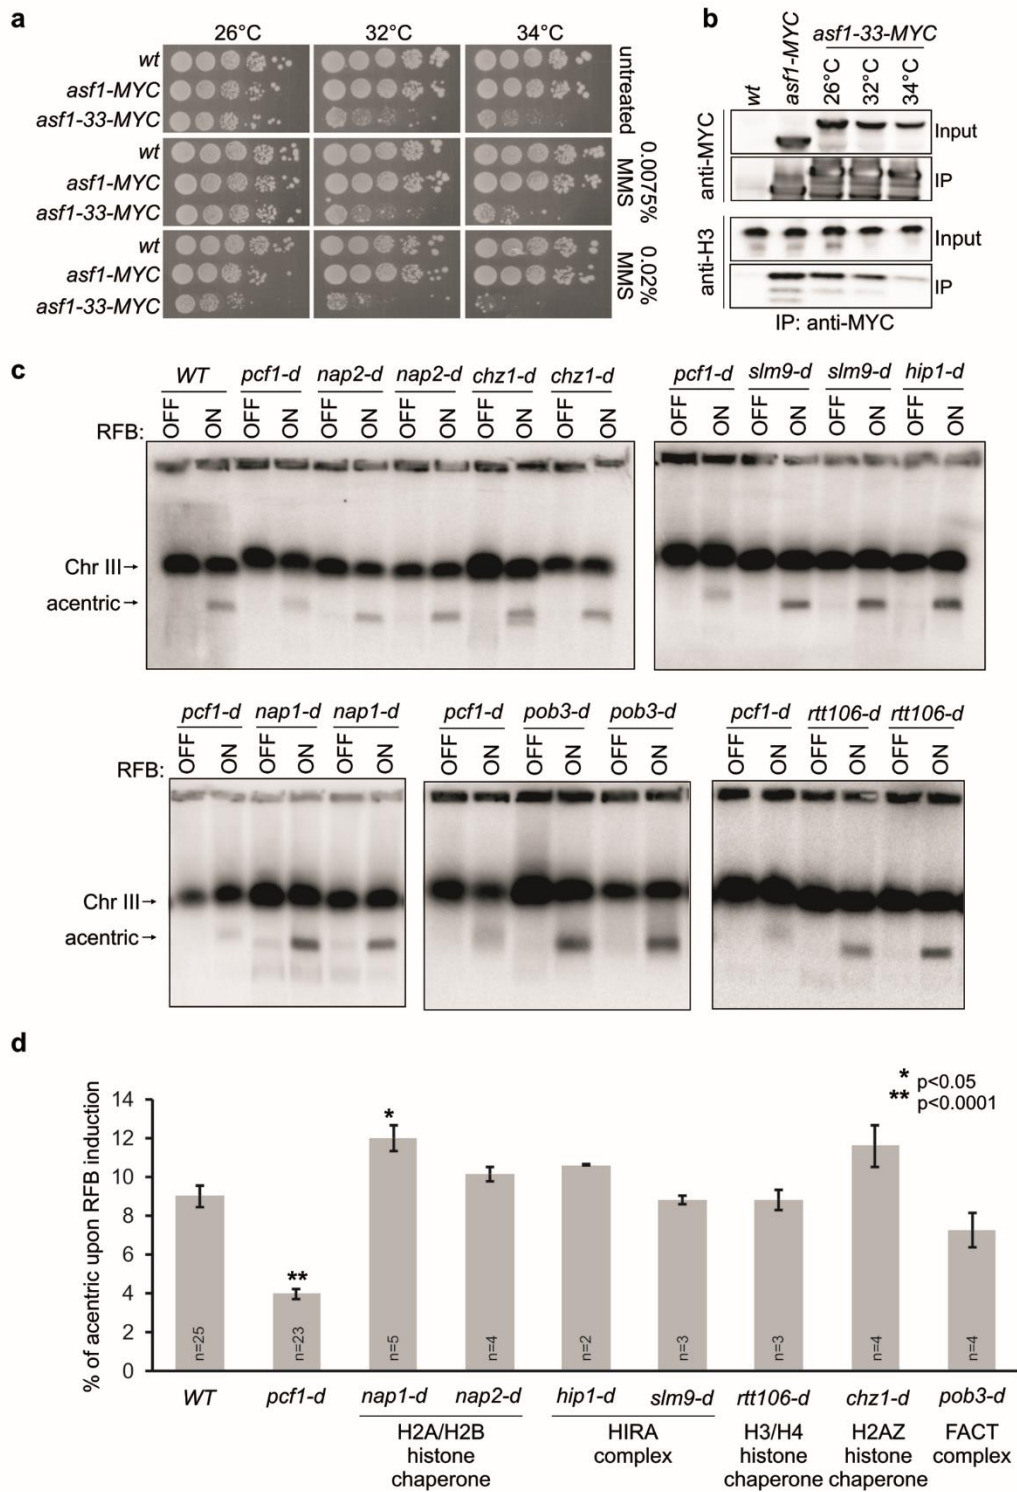 a
26°C 32°C 34°C
wt
asf1-MYC
asf1-33-MYC
untreated
wt
asf1-MYC
asf1-33-MYC
0.0075% MMS
wt
asf1-MYC
asf1-33-MYC
0.02% MMS
b
wt
asf1-MYC
asf1-33-MYC
26°C
32°C
34°C
anti-MYC
Input
IP
anti-H3
Input
IP
IP: anti-MYC
c
WT pcf1-d nap2-d nap2-d chz1-d chz1-d
RFB: OFF ON OFF ON OFF ON OFF ON OFF ON OFF ON
Chr III→
acentric→
pcf1-d slm9-d slm9-d hip1-d
OFF ON OFF ON OFF ON OFF ON
pcf1-d nap1-d nap1-d
RFB: OFF ON OFF ON OFF ON
Chr III→
acentric→
pcf1-d pob3-d pob3-d
OFF ON OFF ON OFF ON
pcf1-d rtt106-d rtt106-d
OFF ON OFF ON OFF ON
d
* p<0.05
** p<0.0001
% of acentric upon RFB induction
14
12
10
8
6
4
2
0
*
**
n=25 n=23 n=5 n=4 n=2 n=3 n=3 n=4 n=4
WT pcf1-d nap1-d nap2-d hip1-d slm9-d rtt106-d chz1-d pob3-d
H2A/H2B
histone
chaperone
HIRA
complex
H3/H4
histone
chaperone
H2AZ
histone
chaperone
FACT
complex